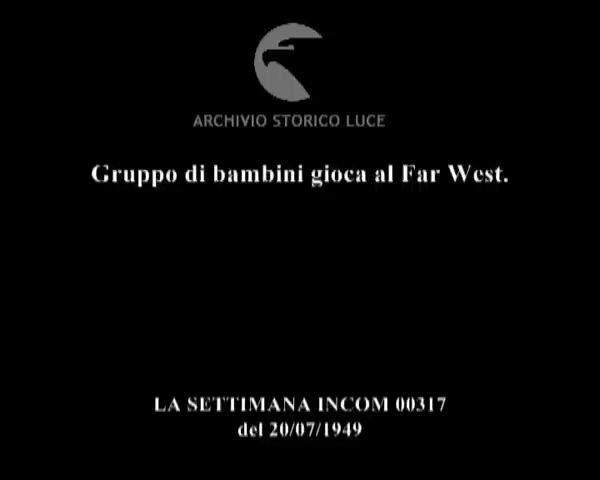 ARCHIVIO STORICO LUCE
Gruppo di bambini gioca al Far West.
LA SETTIMANA INCOM 00317
del 20/07/1949